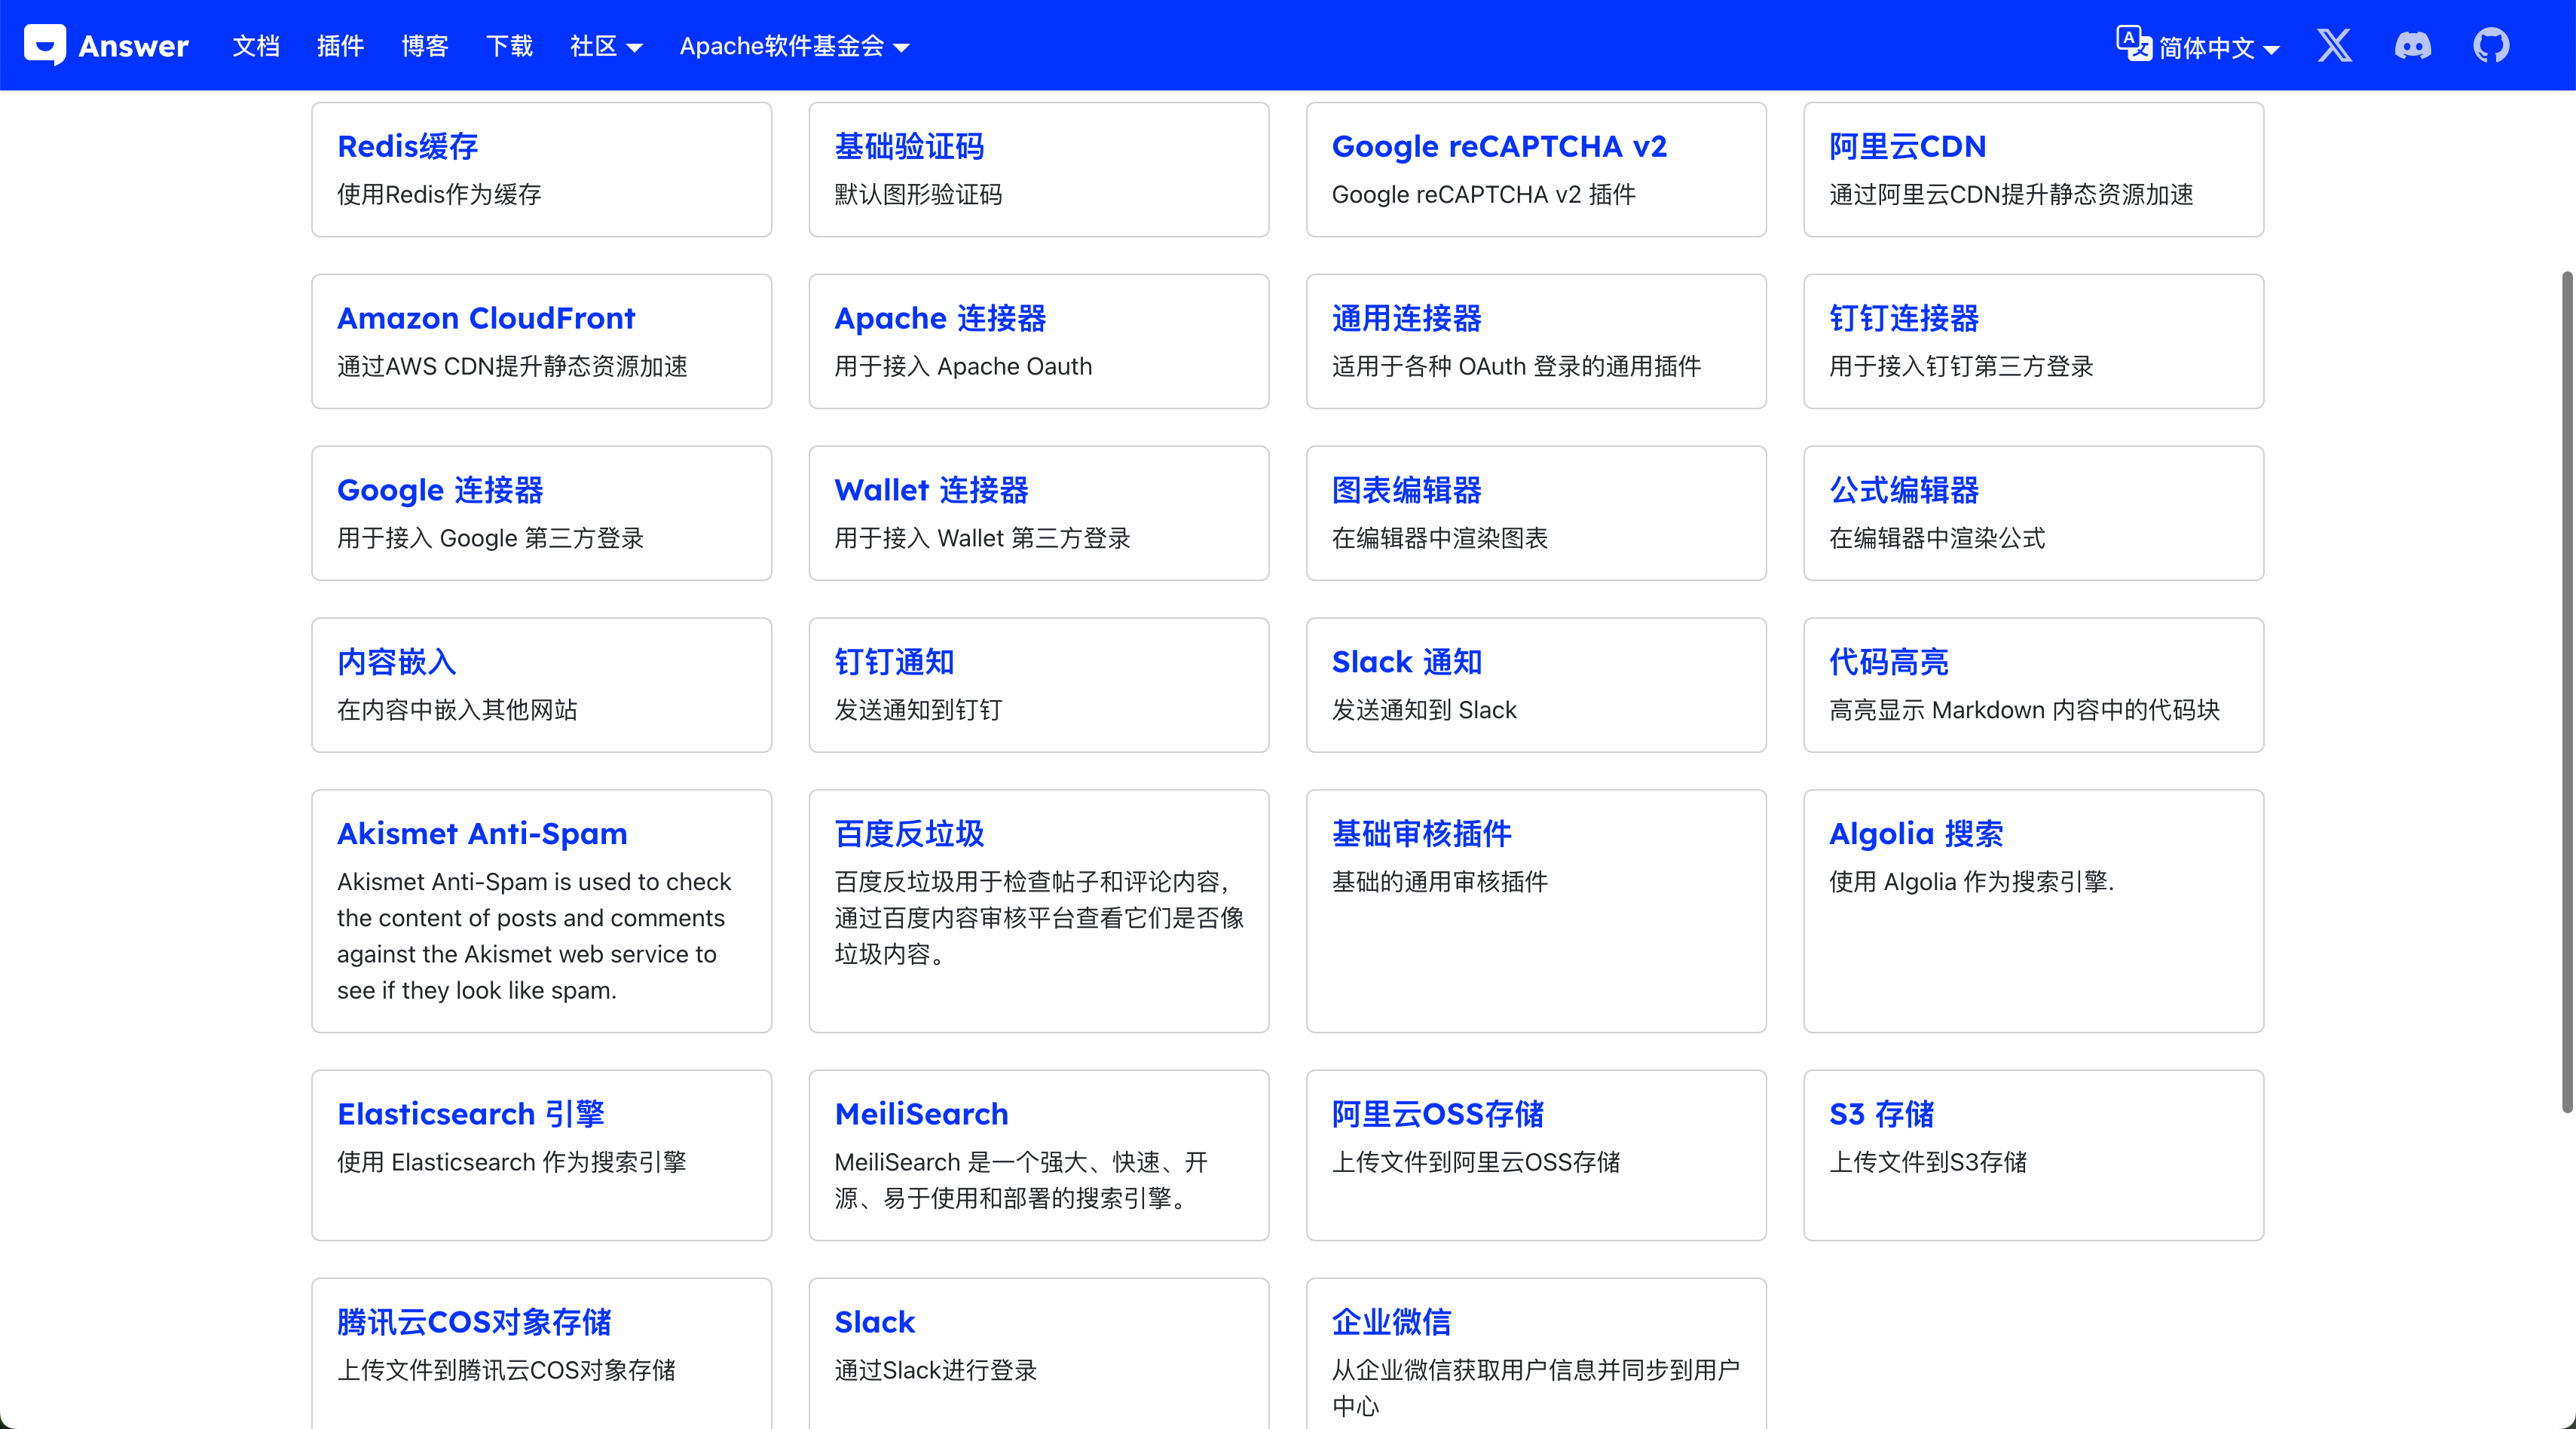 Answer 文档 插件 博客 下载 社区 Apache软件基金会 简体中文
Redis缓存
使用Redis作为缓存
基础验证码
默认图形验证码
Google reCAPTCHA v2
Google reCAPTCHA v2 插件
阿里云CDN
通过阿里云CDN提升静态资源加速
Amazon CloudFront
通过AWS CDN提升静态资源加速
Apache 连接器
用于接入 Apache Oauth
通用连接器
适用于各种 OAuth 登录的通用插件
钉钉连接器
用于接入钉钉第三方登录
Google 连接器
用于接入 Google 第三方登录
Wallet 连接器
用于接入 Wallet 第三方登录
图表编辑器
在编辑器中渲染图表
公式编辑器
在编辑器中渲染公式
内容嵌入
在内容中嵌入其他网站
钉钉通知
发送通知到钉钉
Slack 通知
发送通知到 Slack
代码高亮
高亮显示 Markdown 内容中的代码块
Akismet Anti-Spam
Akismet Anti-Spam is used to check
the content of posts and comments
against the Akismet web service to
see if they look like spam.
百度反垃圾
百度反垃圾用于检查帖子和评论内容，
通过百度内容审核平台查看它们是否像
垃圾内容。
基础审核插件
基础的通用审核插件
Algolia 搜索
使用 Algolia 作为搜索引擎.
Elasticsearch 引擎
使用 Elasticsearch 作为搜索引擎
MeiliSearch
MeiliSearch 是一个强大、快速、开
源、易于使用和部署的搜索引擎。
阿里云OSS存储
上传文件到阿里云OSS存储
S3 存储
上传文件到S3存储
腾讯云COS对象存储
上传文件到腾讯云COS对象存储
Slack
通过Slack进行登录
企业微信
从企业微信获取用户信息并同步到用户
中心